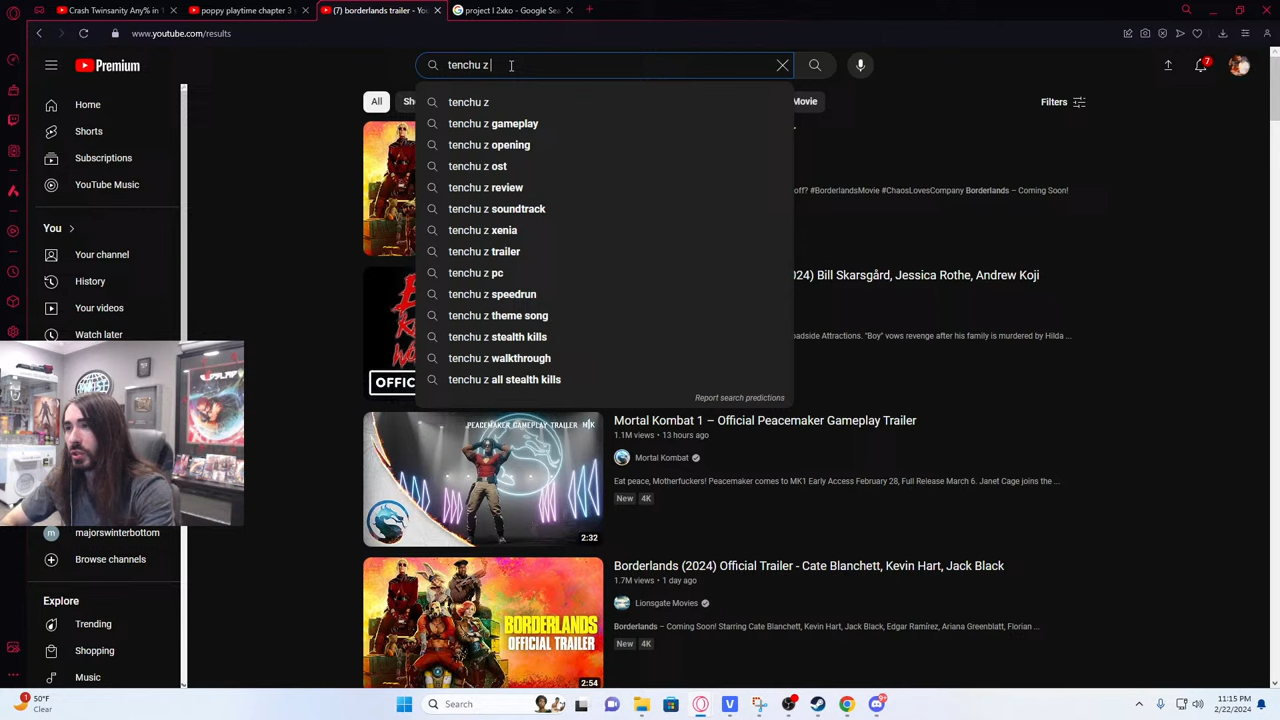 Crash Twinsanity Any% in 1
poppy playtime chapter 3 s
(7) borderlands trailer - You
project l 2xko - Google Sea
www.youtube.com/results
Premium
tenchu z
7
Home
Shorts
Subscriptions
YouTube Music
You
Your channel
History
Your videos
Watch later
majorswinterbottom
Browse channels
Explore
Trending
Shopping
Music
All
Sh
Movie
Filters
tenchu z
tenchu z gameplay
tenchu z opening
tenchu z ost
tenchu z review
tenchu z soundtrack
tenchu z xenia
tenchu z trailer
tenchu z pc
tenchu z speedrun
tenchu z theme song
tenchu z stealth kills
tenchu z walkthrough
tenchu z all stealth kills
Report search predictions
off? #BorderlandsMovie #ChaosLovesCompany Borderlands – Coming Soon!
24) Bill Skarsgård, Jessica Rothe, Andrew Koji
oadside Attractions. "Boy" vows revenge after his family is murdered by Hilda ...
OFFIC
PEACEMAKER GAMEPLAY TRAILER
2:32
Mortal Kombat 1 – Official Peacemaker Gameplay Trailer
1.1M views • 13 hours ago
Mortal Kombat
Eat peace, Motherfuckers! Peacemaker comes to MK1 Early Access February 28, Full Release March 6. Janet Cage joins the ...
New 4K
BORDERLANDS
OFFICIAL TRAILER
2:54
Borderlands (2024) Official Trailer - Cate Blanchett, Kevin Hart, Jack Black
1.7M views • 1 day ago
Lionsgate Movies
Borderlands – Coming Soon! Starring Cate Blanchett, Kevin Hart, Jack Black, Edgar Ramírez, Ariana Greenblatt, Florian ...
New 4K
1
50°F
Clear
Search
11:15 PM
2/22/2024